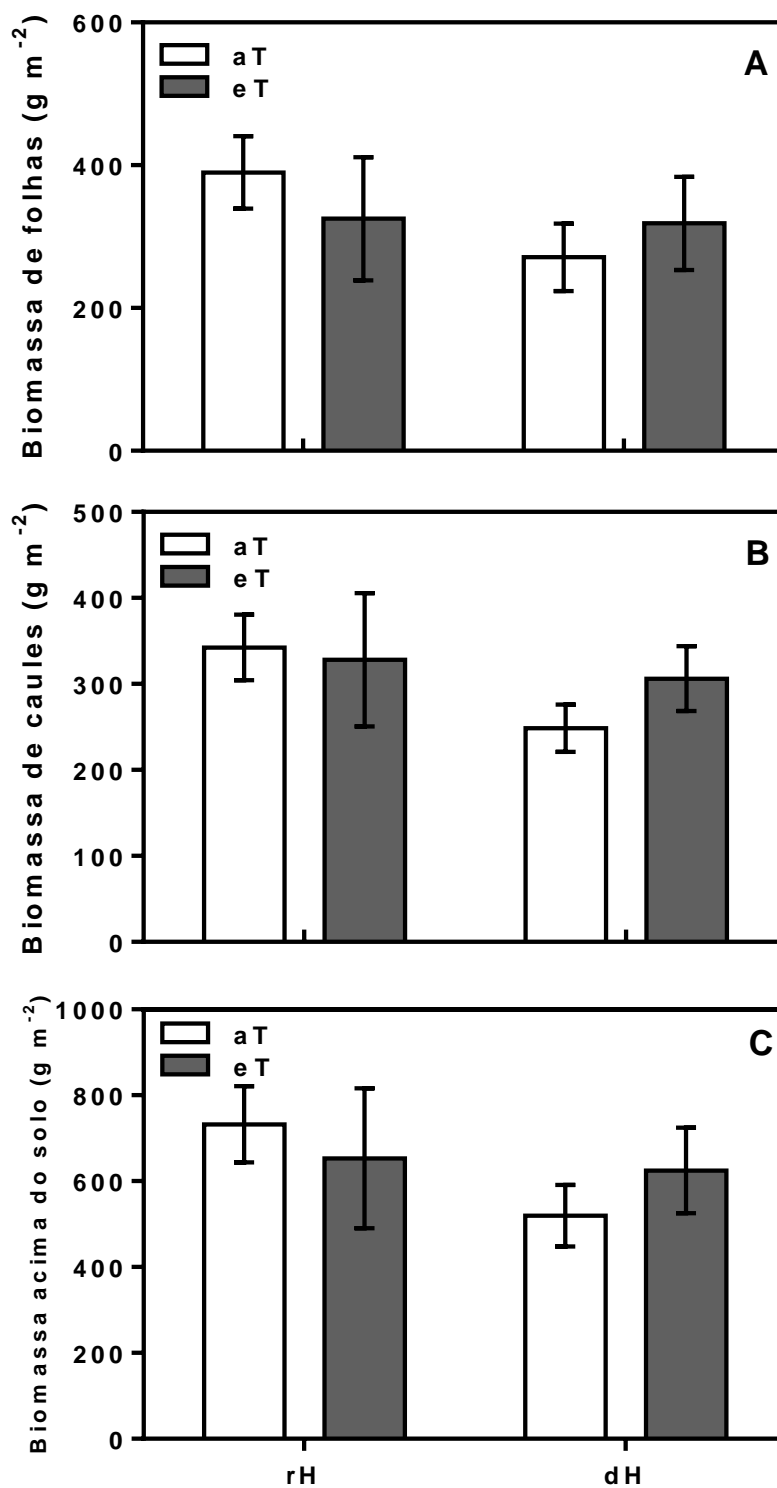 Biomassa de folhas (g m⁻²)
600
400
200
0
aT
eT
A
Biomassa de caules (g m⁻²)
500
400
300
200
100
0
aT
eT
B
Biomassa acima do solo (g m⁻²)
1000
800
600
400
200
0
aT
eT
C
rH
dH